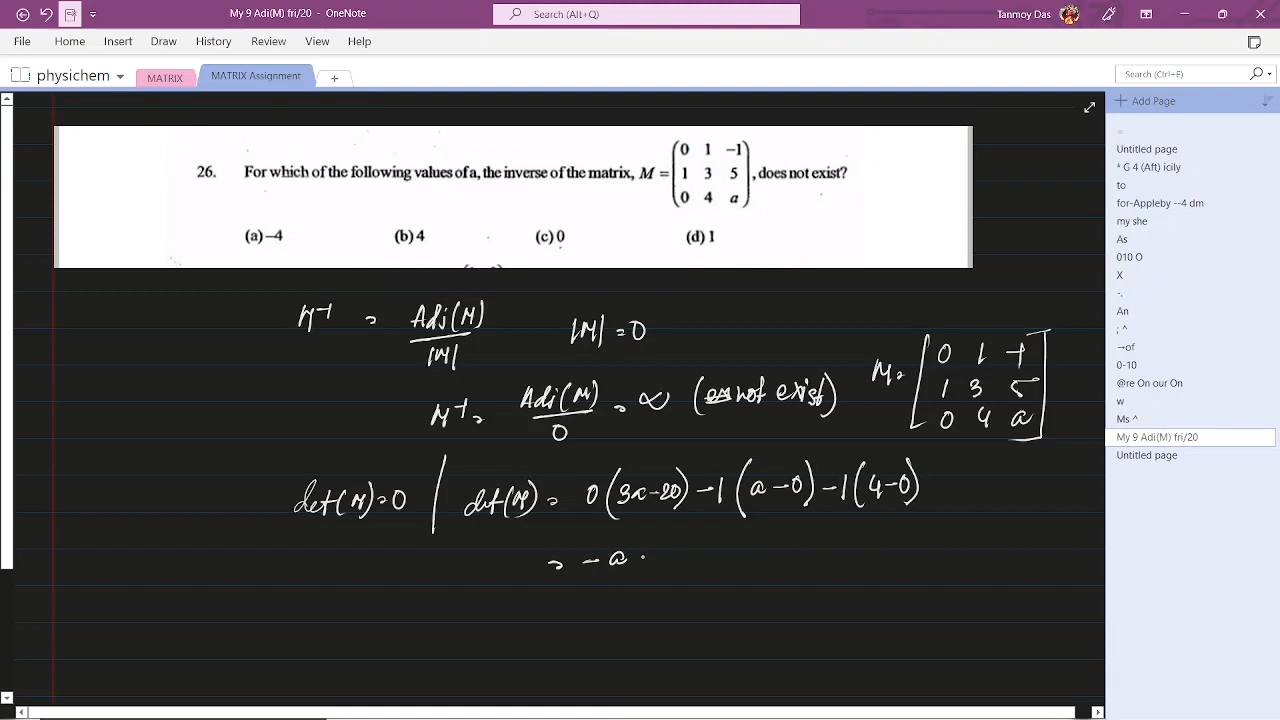 My 9 Adi(M) fri/20 - OneNote
Search (Alt+Q)
Tanmoy Das
File Home Insert Draw History Review View Help
physichem
MATRIX
MATRIX Assignment
Search (Ctrl+E)
Add Page
Untitled page
* G 4 (Aft) icily
to
for-Appleby --4 dm
my she
As
010 O
X
-,
An
; ^
→of
0-10
@re On our On
w
Ms ^
My 9 Adi(M) fri/20
Untitled page
26. For which of the following values of a, the inverse of the matrix, M = (0 1 −1
1 3 5
0 4 a), does not exist?
(a) −4 (b) 4 (c) 0 (d) 1
M⁻¹ = Adj(M) / |M| |M| = 0
M⁻¹ = Adj(M) / 0 = ∞ (not exist)
M = [0 1 -1
1 3 5
0 4 a]
det(M) = 0 | det(M) = 0(3a-20) -1(a-0) -1(4-0)
= -a